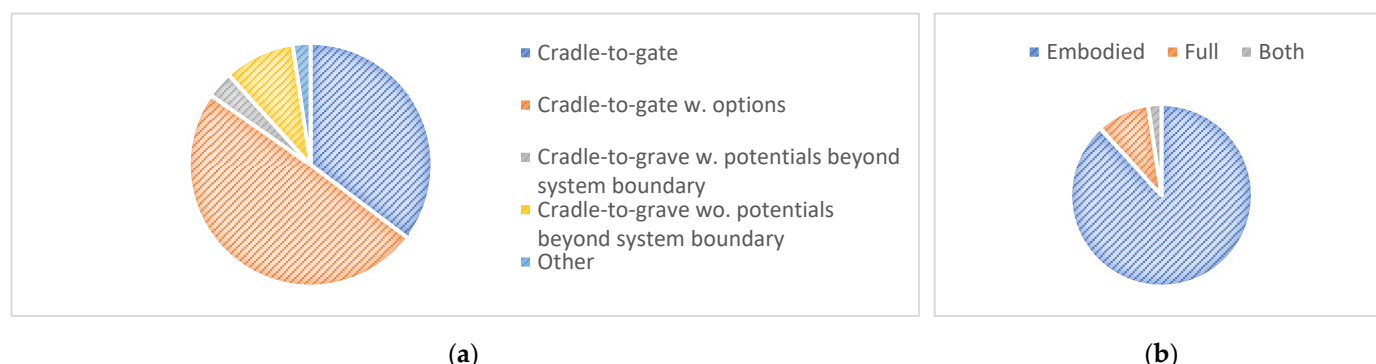 Cradle-to-gate
Cradle-to-gate w. options
Cradle-to-grave w. potentials beyond
system boundary
Cradle-to-grave wo. potentials
beyond system boundary
Other
Embodied Full Both
(a)
(b)